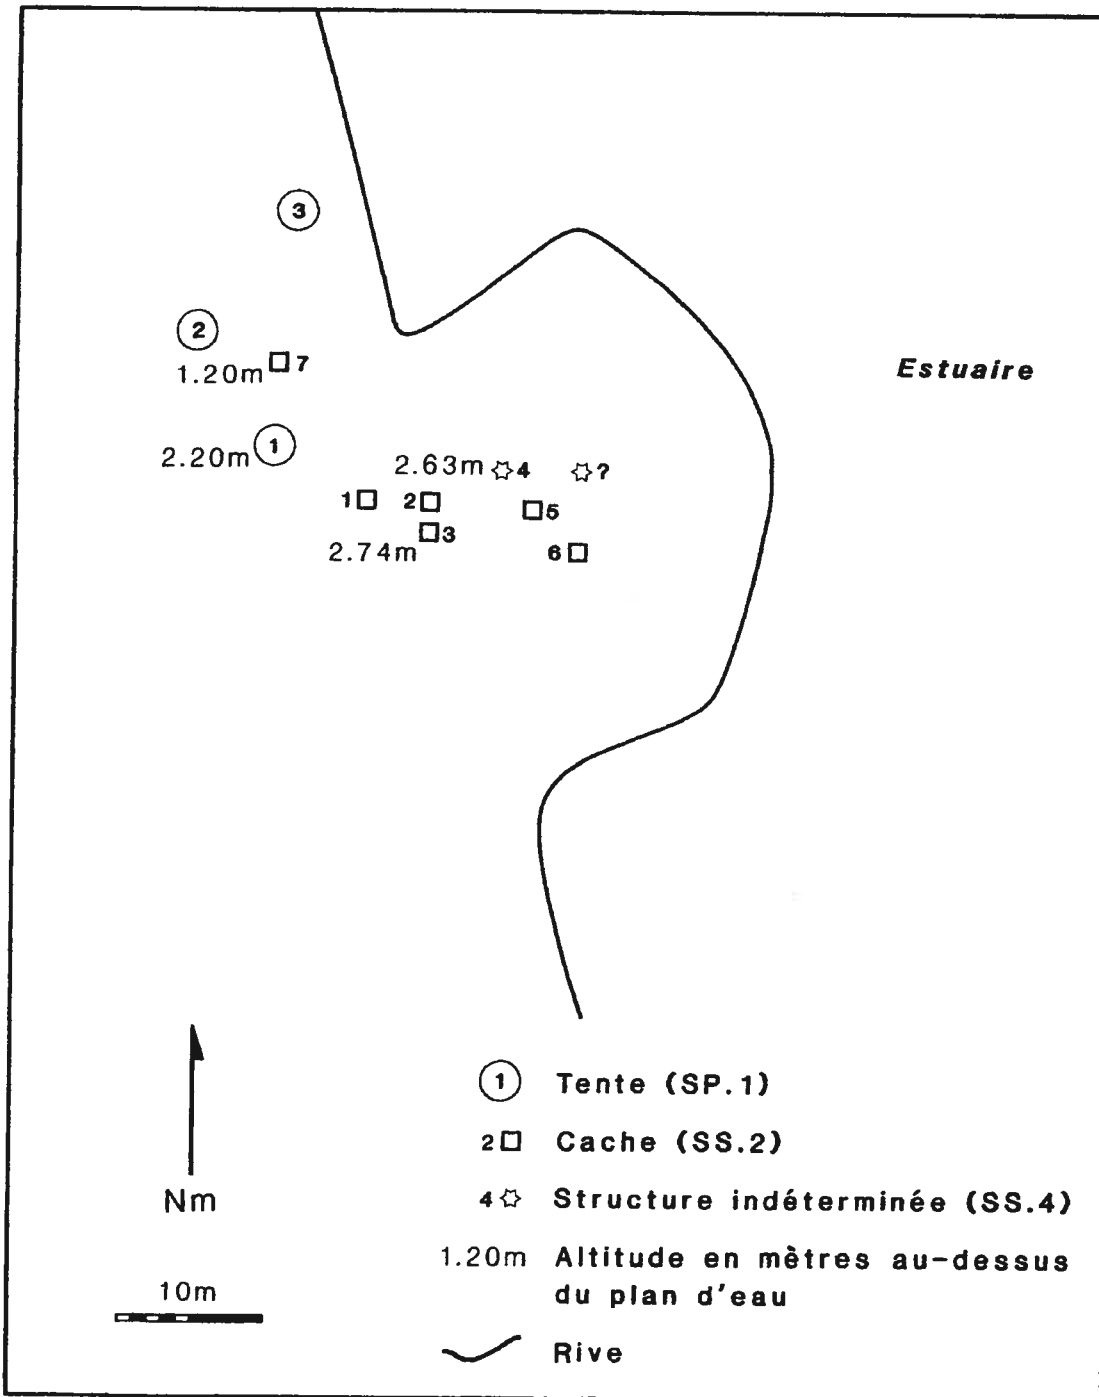 3
2
1.20m 7
Estuaire
2.20m 1
2.63m 4 ?
1 2 5
3
2.74m 6
1 Tente (SP.1)
2 Cache (SS.2)
Nm
4 Structure indéterminée (SS.4)
1.20m Altitude en mètres au-dessus
du plan d'eau
10m
Rive